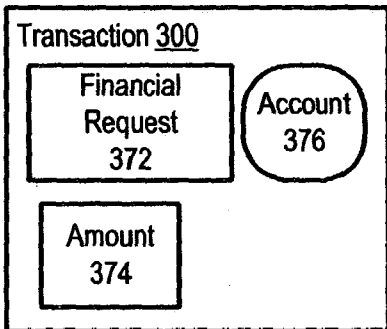 Transaction 300
Financial
Request
372
Account
376
Amount
374